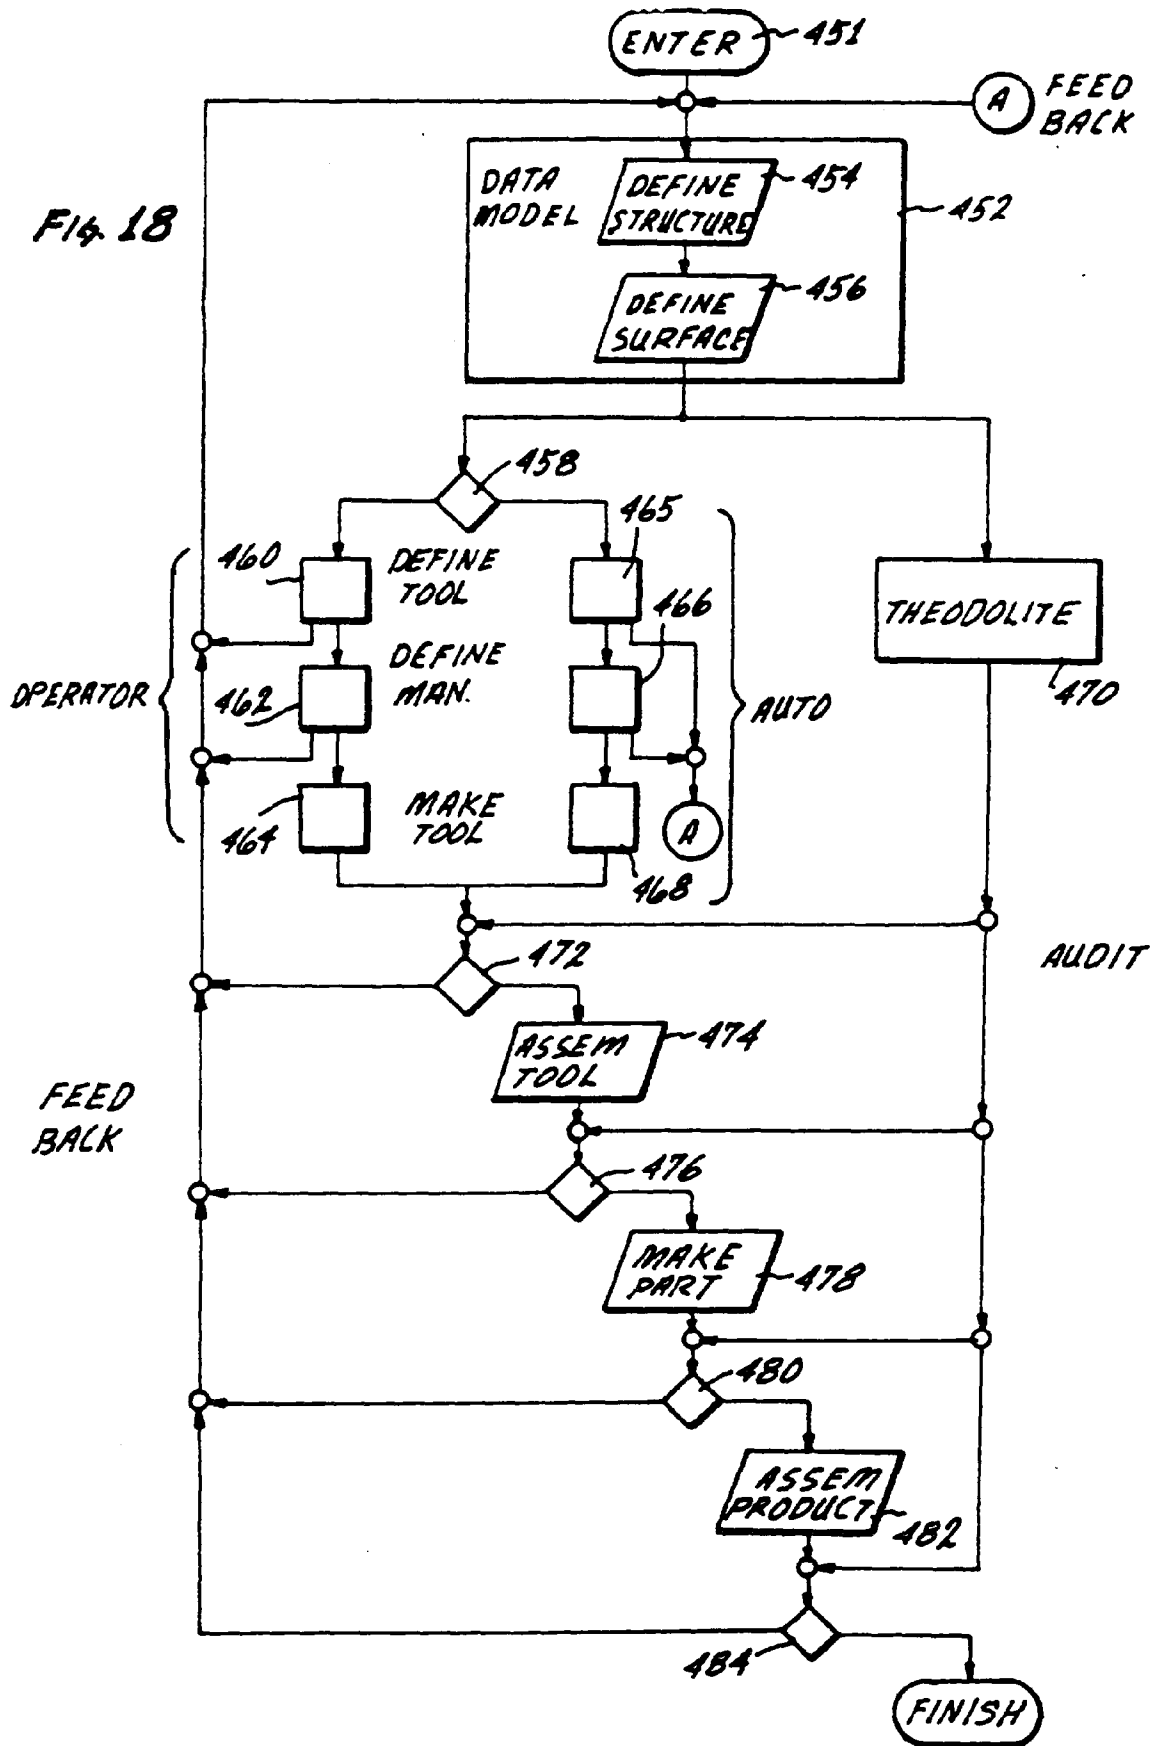 ENTER
451
A
FEED
BACK
FIG. 18
DATA
MODEL
DEFINE
STRUCTURE
454
452
DEFINE
SURFACE
456
458
465
460
DEFINE
TOOL
466
THEODOLITE
470
OPERATOR
462
DEFINE
MAN.
AUTO
464
MAKE
TOOL
A
468
472
AUDIT
ASSEM
TOOL
474
FEED
BACK
476
MAKE
PART
478
480
ASSEM
PRODUCT
482
484
FINISH